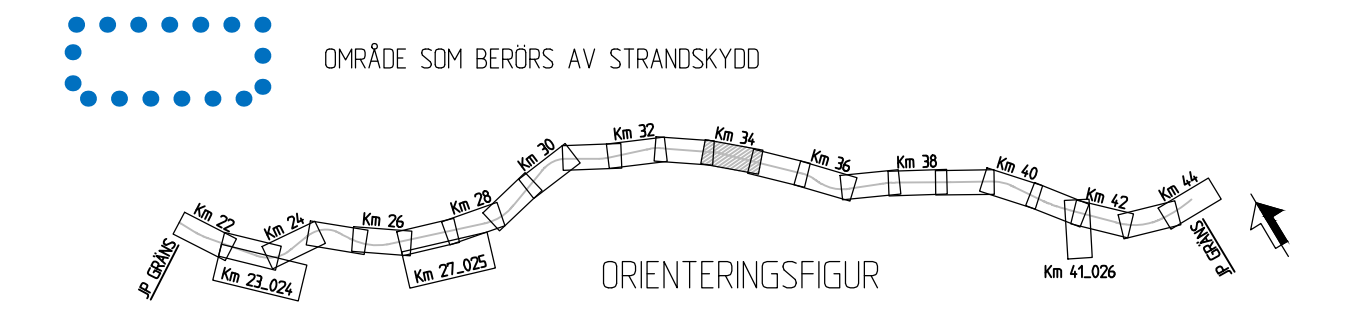 OMRÅDE SOM BERÖRS AV STRANDSKYDD
Km 22
Km 24
Km 26
Km 28
Km 30
Km 32
Km 34
Km 36
Km 38
Km 40
Km 42
Km 44
JP GRÄNS
Km 23_024
Km 27_025
ORIENTERINGSFIGUR
Km 41_026
JP GRÄNS